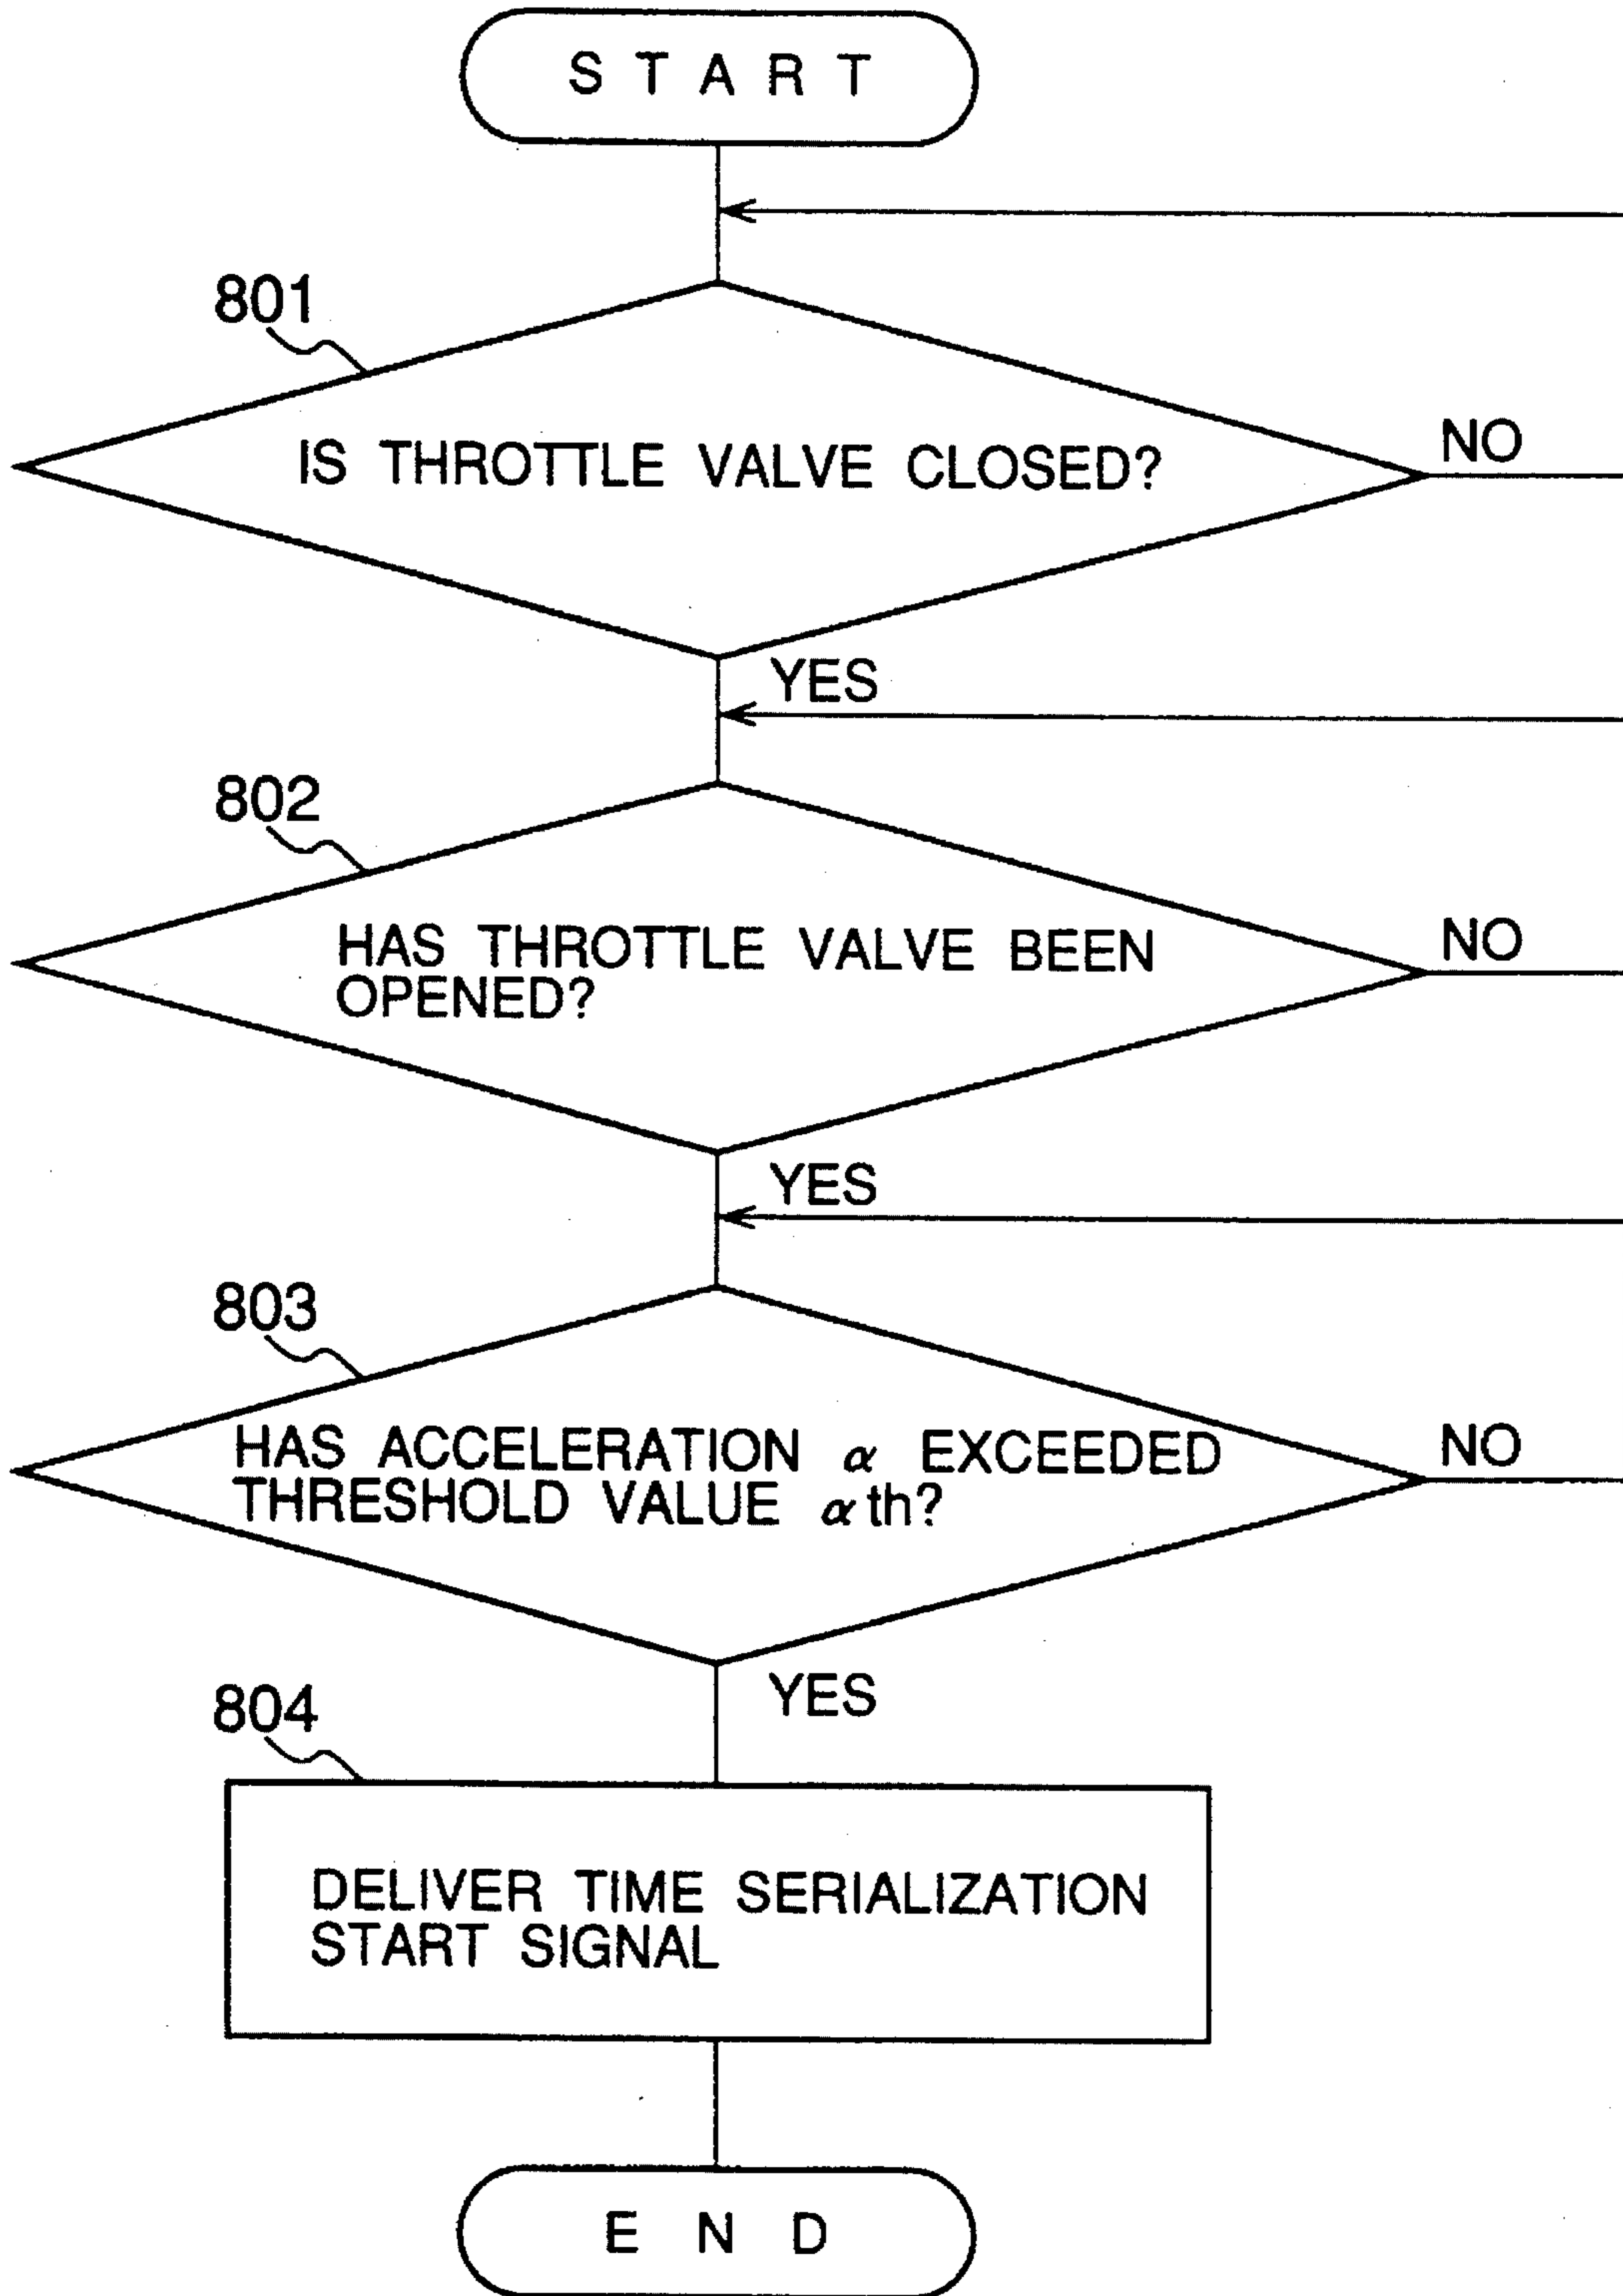 START
801
IS THROTTLE VALVE CLOSED?
NO
YES
802
HAS THROTTLE VALVE BEEN
OPENED?
NO
YES
803
HAS ACCELERATION α EXCEEDED
THRESHOLD VALUE αth?
NO
YES
804
DELIVER TIME SERIALIZATION
START SIGNAL
END